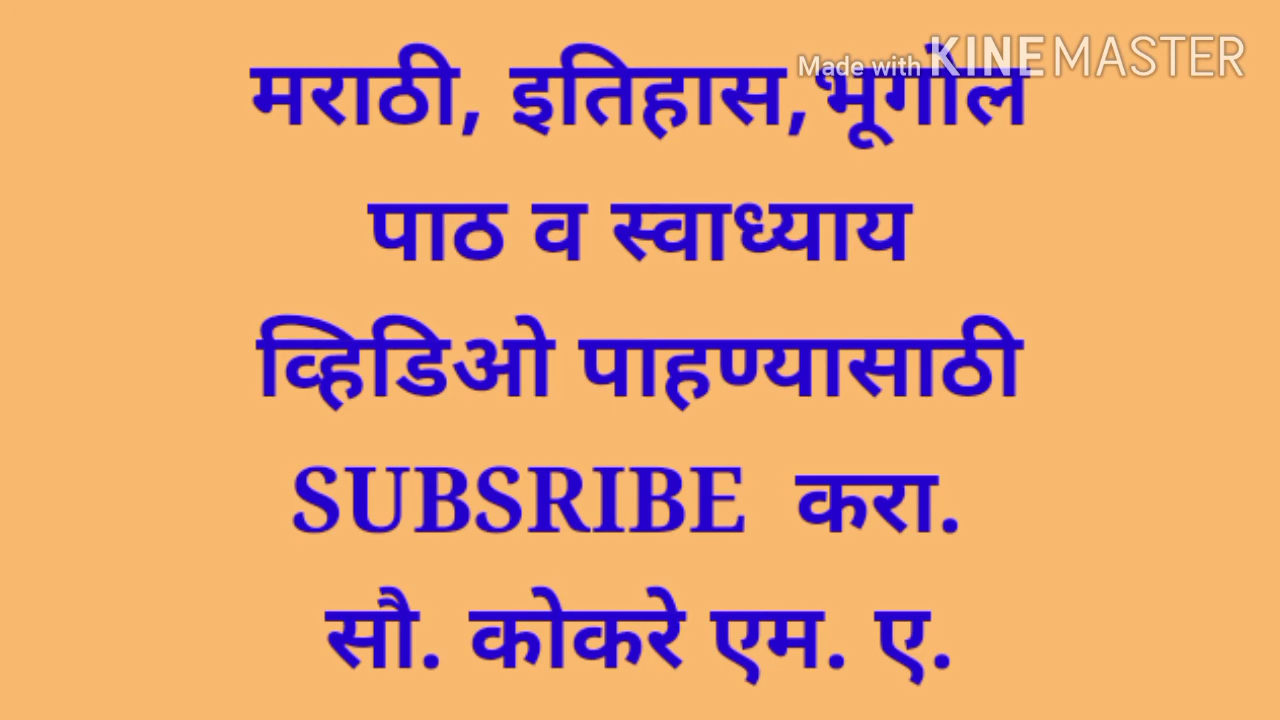 Made with KINEMASTER
मराठी, इतिहास,भूगोल
पाठ व स्वाध्याय
व्हिडिओ पाहण्यासाठी
SUBSRIBE करा.
सौ. कोकरे एम. ए.